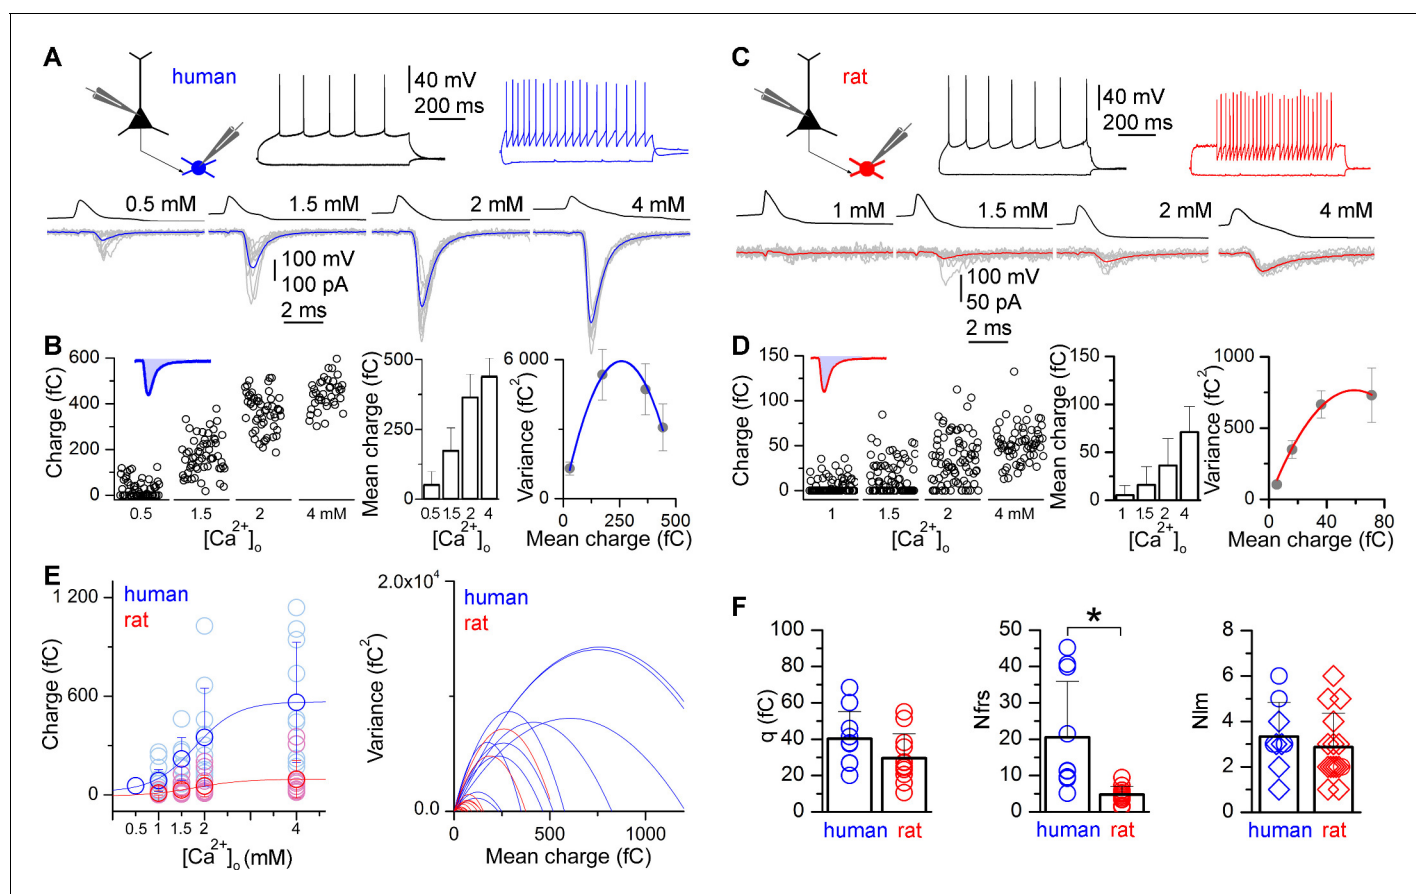 A
human
40 mV
200 ms
0.5 mM
1.5 mM
2 mM
4 mM
100 mV
100 pA
2 ms
C
rat
40 mV
200 ms
1 mM
1.5 mM
2 mM
4 mM
100 mV
50 pA
2 ms
B
Charge (fC)
600
400
200
0
0.5
1.5
2
4 mM
[Ca2+]o
Mean charge (fC)
500
250
0
0.5
1.5
2
4
[Ca2+]o
Variance (fC2)
6 000
0
0
250
500
Mean charge (fC)
D
Charge (fC)
150
100
50
0
1
1.5
2
4 mM
[Ca2+]o
Mean charge (fC)
150
100
50
0
1
1.5
2
4
[Ca2+]o
Variance (fC2)
1000
500
0
0
40
80
Mean charge (fC)
E
human
rat
Charge (fC)
1 200
600
0
0.5
1
1.5
2
4
[Ca2+]o (mM)
human
rat
Variance (fC2)
2.0x104
0.0
0
250
500
750
1200
Mean charge (fC)
F
q (fC)
100
80
60
40
20
0
human
rat
Nfrs
50
40
30
20
10
0
*
human
rat
Nlm
8
6
4
2
0
human
rat